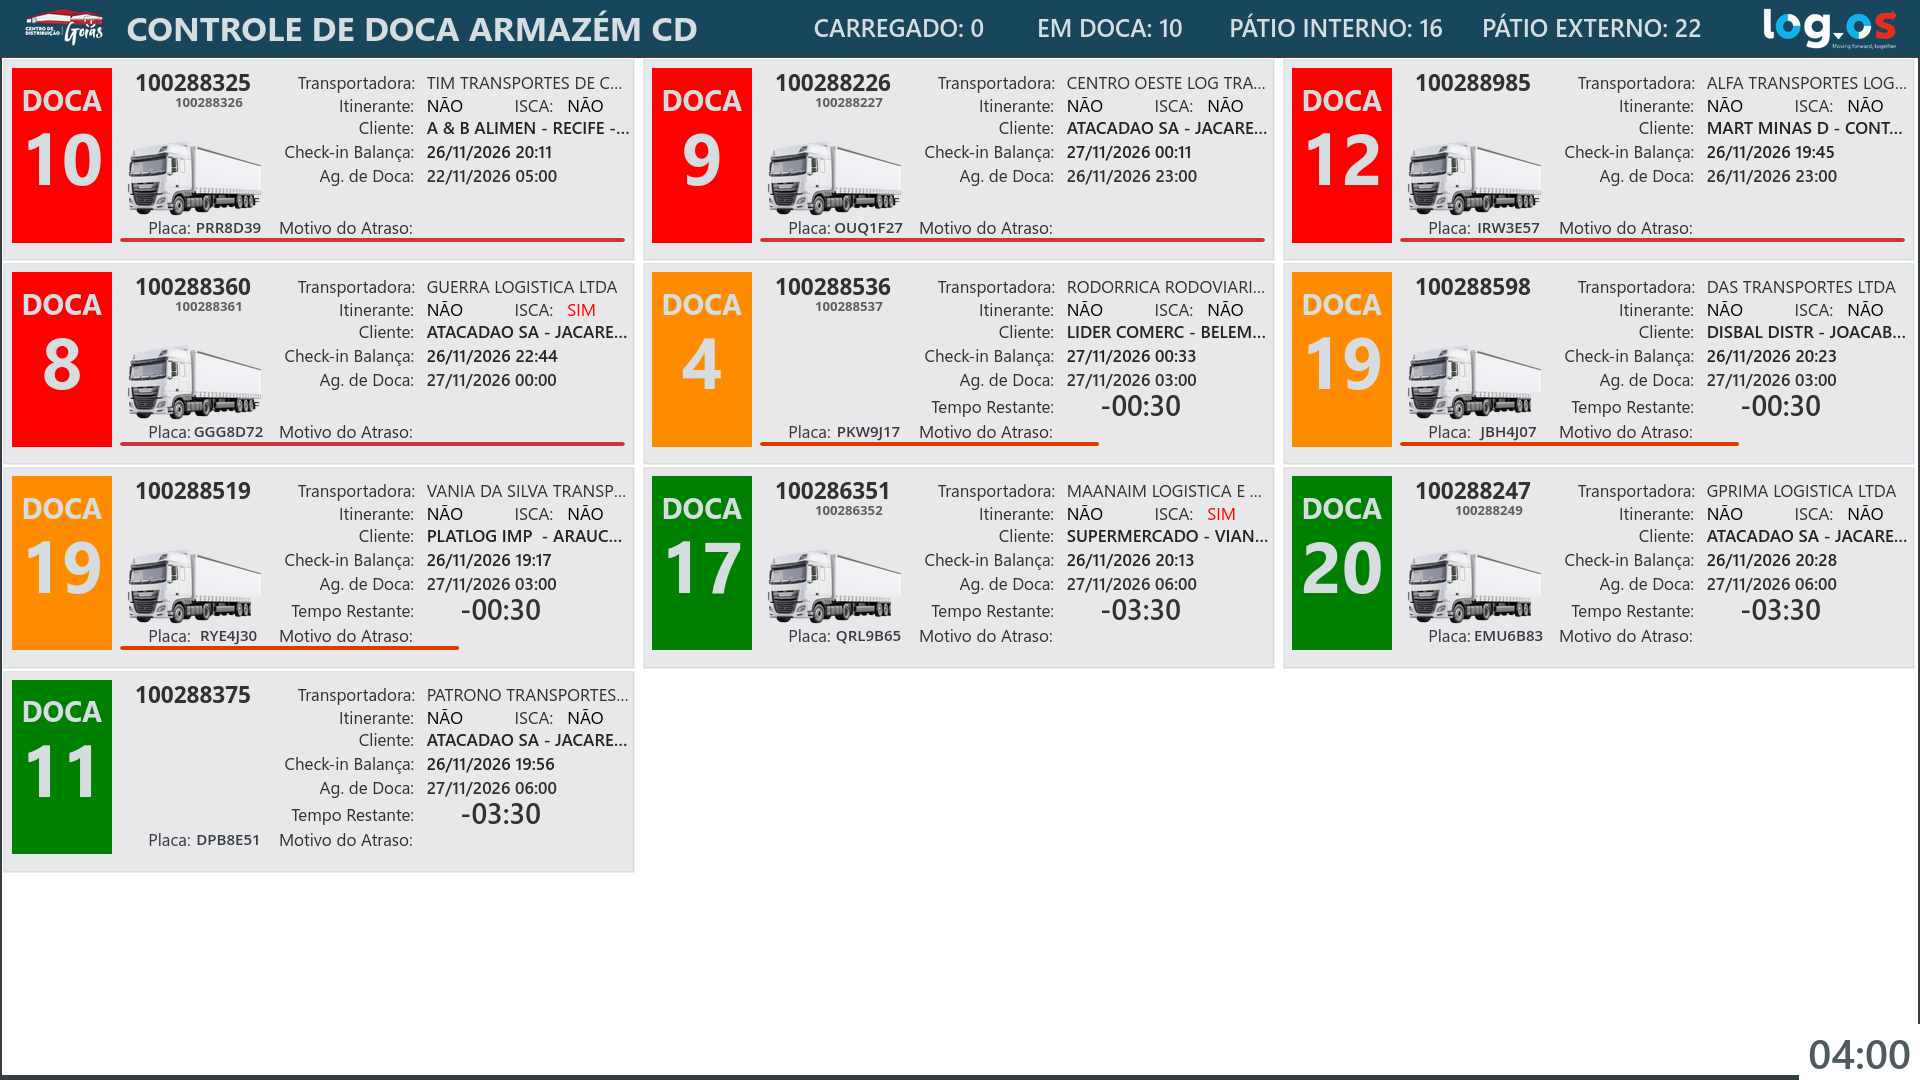 CENTRO DE DISTRIBUIÇÃO Goiás
CONTROLE DE DOCA ARMAZÉM CD
CARREGADO: 0
EM DOCA: 10
PÁTIO INTERNO: 16
PÁTIO EXTERNO: 22
log.os
Moving forward, together
DOCA 10
100288325
100288326
Transportadora: TIM TRANSPORTES DE C...
Itinerante: NÃO ISCA: NÃO
Cliente: A & B ALIMEN - RECIFE -...
Check-in Balança: 26/11/2026 20:11
Ag. de Doca: 22/11/2026 05:00
Placa: PRR8D39 Motivo do Atraso:
DOCA 9
100288226
100288227
Transportadora: CENTRO OESTE LOG TRA...
Itinerante: NÃO ISCA: NÃO
Cliente: ATACADAO SA - JACARE...
Check-in Balança: 27/11/2026 00:11
Ag. de Doca: 26/11/2026 23:00
Placa: OUQ1F27 Motivo do Atraso:
DOCA 12
100288985
Transportadora: ALFA TRANSPORTES LOG...
Itinerante: NÃO ISCA: NÃO
Cliente: MART MINAS D - CONT...
Check-in Balança: 26/11/2026 19:45
Ag. de Doca: 26/11/2026 23:00
Placa: IRW3E57 Motivo do Atraso:
DOCA 8
100288360
100288361
Transportadora: GUERRA LOGISTICA LTDA
Itinerante: NÃO ISCA: SIM
Cliente: ATACADAO SA - JACARE...
Check-in Balança: 26/11/2026 22:44
Ag. de Doca: 27/11/2026 00:00
Placa: GGG8D72 Motivo do Atraso:
DOCA 4
100288536
100288537
Transportadora: RODORRICA RODOVIARI...
Itinerante: NÃO ISCA: NÃO
Cliente: LIDER COMERC - BELEM...
Check-in Balança: 27/11/2026 00:33
Ag. de Doca: 27/11/2026 03:00
Tempo Restante: -00:30
Placa: PKW9J17 Motivo do Atraso:
DOCA 19
100288598
Transportadora: DAS TRANSPORTES LTDA
Itinerante: NÃO ISCA: NÃO
Cliente: DISBAL DISTR - JOACAB...
Check-in Balança: 26/11/2026 20:23
Ag. de Doca: 27/11/2026 03:00
Tempo Restante: -00:30
Placa: JBH4J07 Motivo do Atraso:
DOCA 19
100288519
Transportadora: VANIA DA SILVA TRANSP...
Itinerante: NÃO ISCA: NÃO
Cliente: PLATLOG IMP - ARAUC...
Check-in Balança: 26/11/2026 19:17
Ag. de Doca: 27/11/2026 03:00
Tempo Restante: -00:30
Placa: RYE4J30 Motivo do Atraso:
DOCA 17
100286351
100286352
Transportadora: MAANAIM LOGISTICA E ...
Itinerante: NÃO ISCA: SIM
Cliente: SUPERMERCADO - VIAN...
Check-in Balança: 26/11/2026 20:13
Ag. de Doca: 27/11/2026 06:00
Tempo Restante: -03:30
Placa: QRL9B65 Motivo do Atraso:
DOCA 20
100288247
100288249
Transportadora: GPRIMA LOGISTICA LTDA
Itinerante: NÃO ISCA: NÃO
Cliente: ATACADAO SA - JACARE...
Check-in Balança: 26/11/2026 20:28
Ag. de Doca: 27/11/2026 06:00
Tempo Restante: -03:30
Placa: EMU6B83 Motivo do Atraso:
DOCA 11
100288375
Transportadora: PATRONO TRANSPORTES...
Itinerante: NÃO ISCA: NÃO
Cliente: ATACADAO SA - JACARE...
Check-in Balança: 26/11/2026 19:56
Ag. de Doca: 27/11/2026 06:00
Tempo Restante: -03:30
Placa: DPB8E51 Motivo do Atraso:
04:00